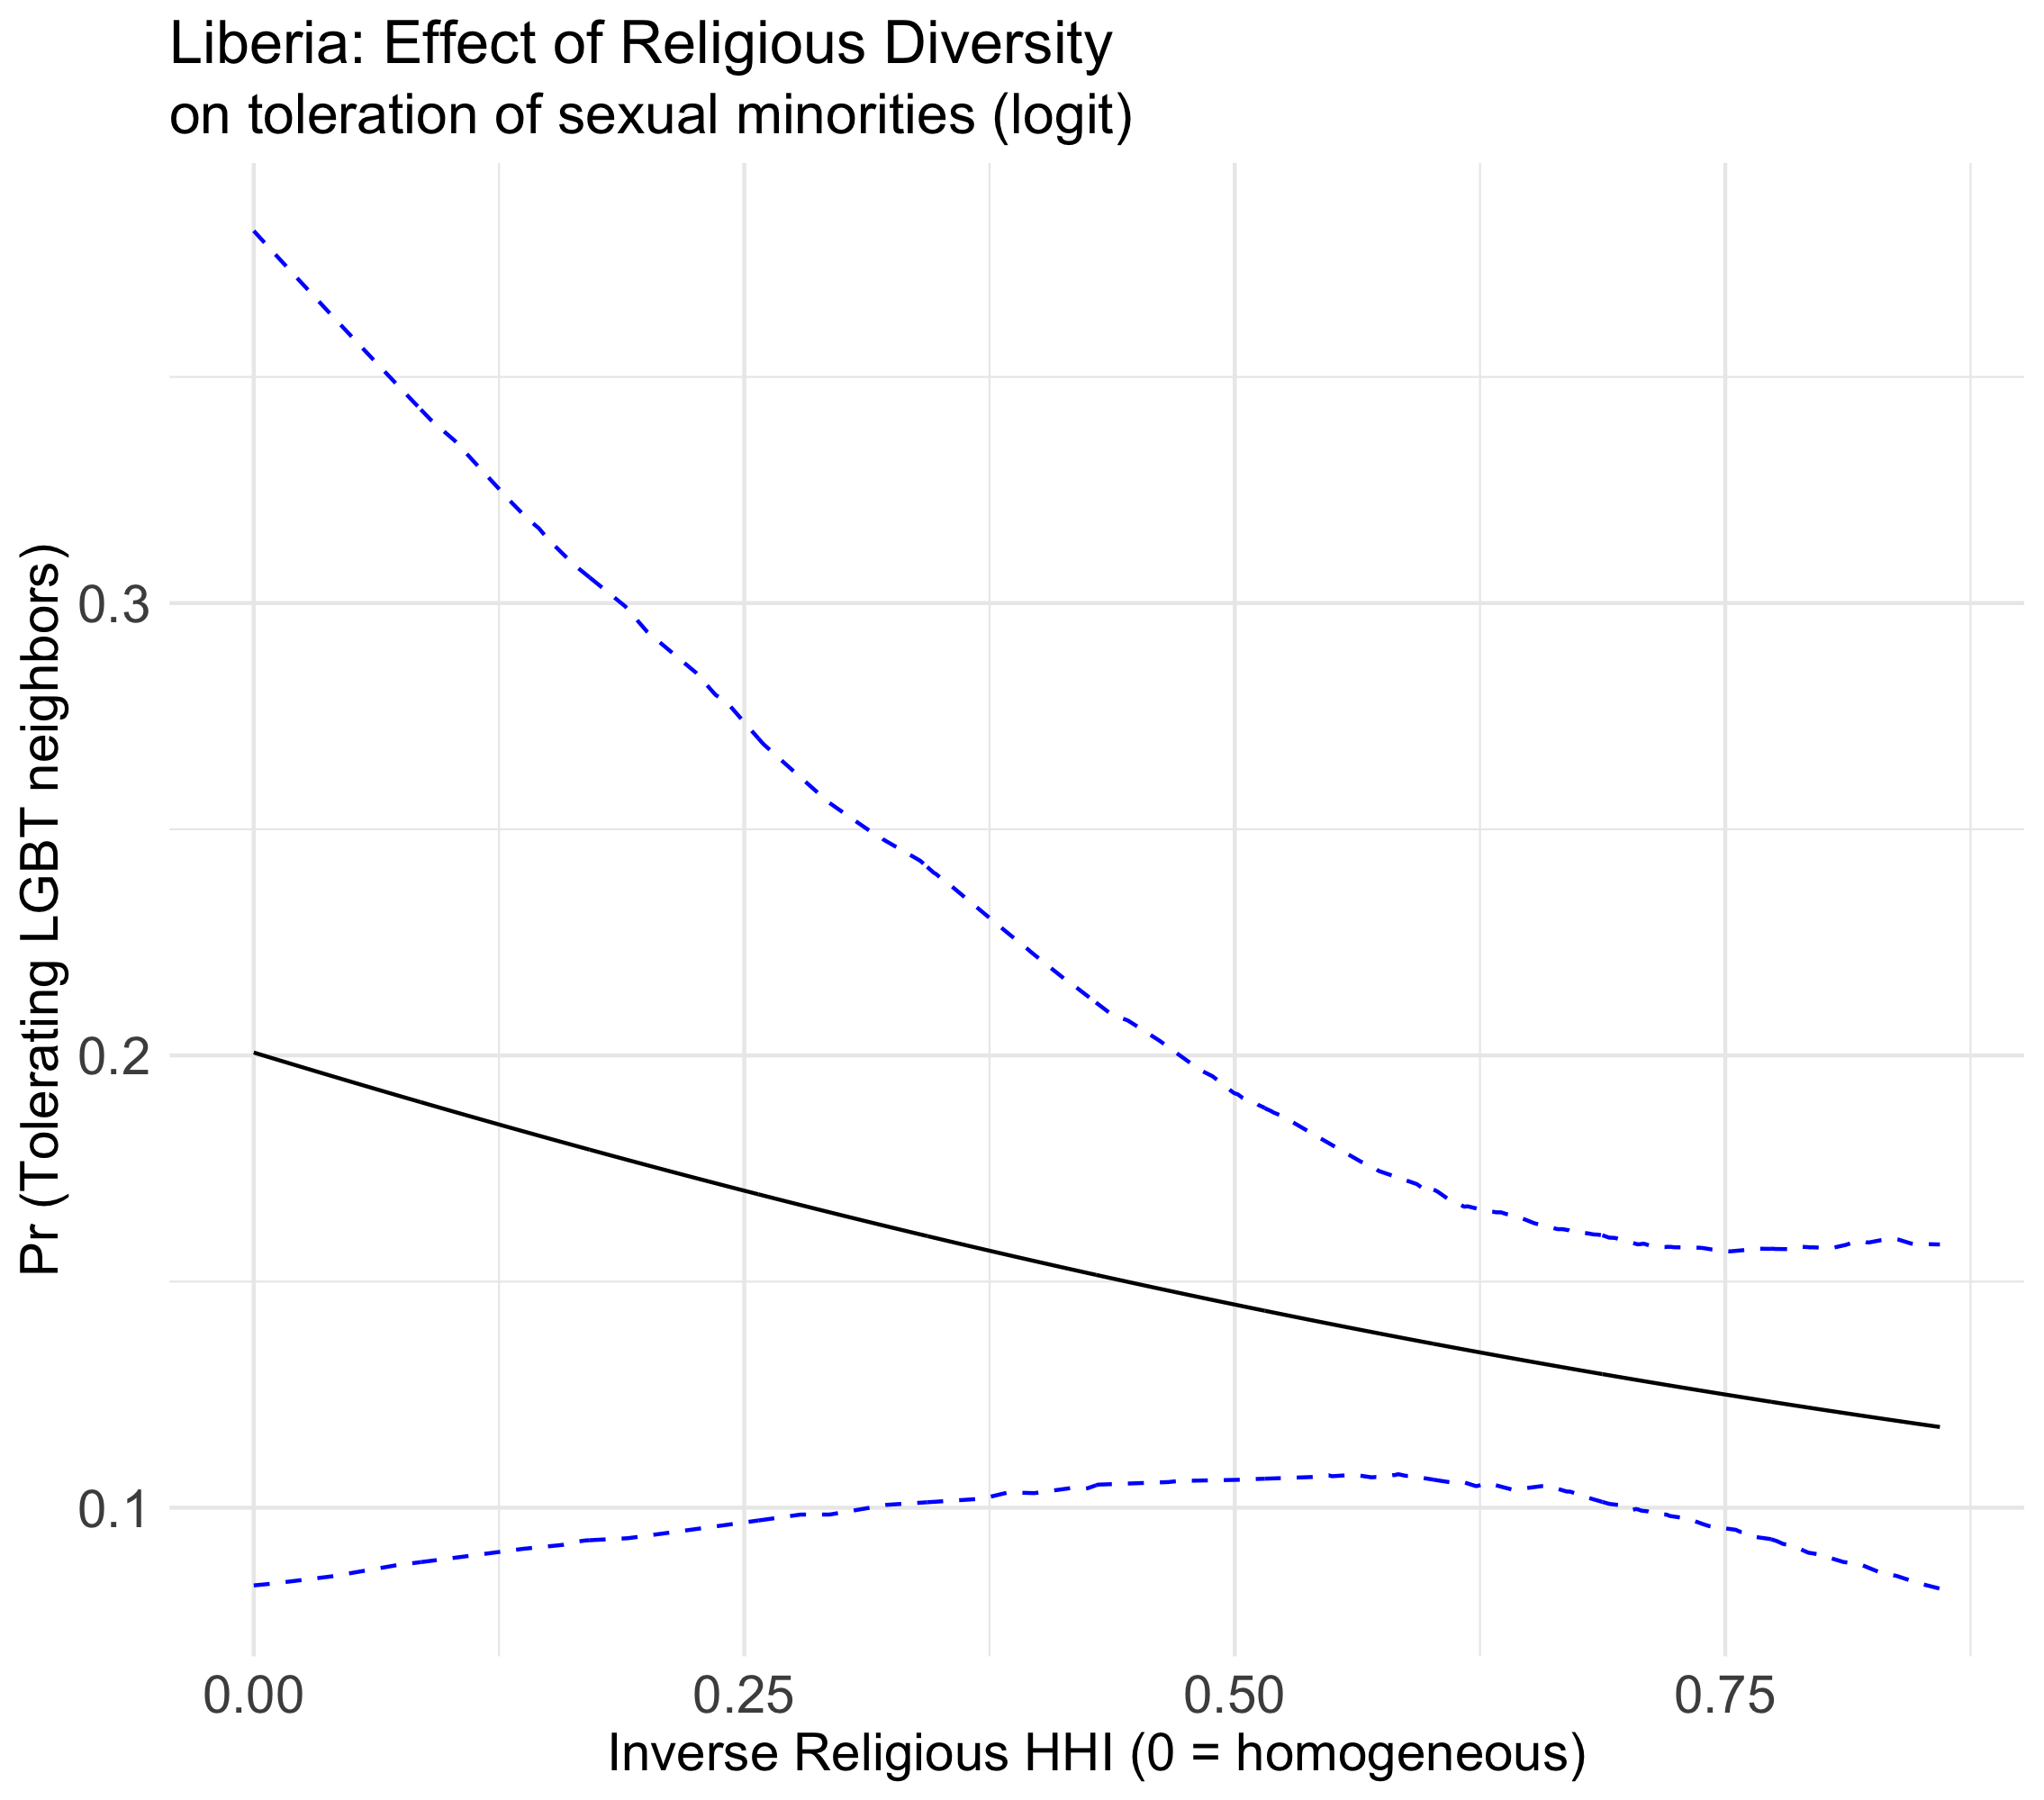 Liberia: Effect of Religious Diversity
on toleration of sexual minorities (logit)
Pr (Tolerating LGBT neighbors)
0.3
0.2
0.1
0.00 0.25 0.50 0.75
Inverse Religious HHI (0 = homogeneous)